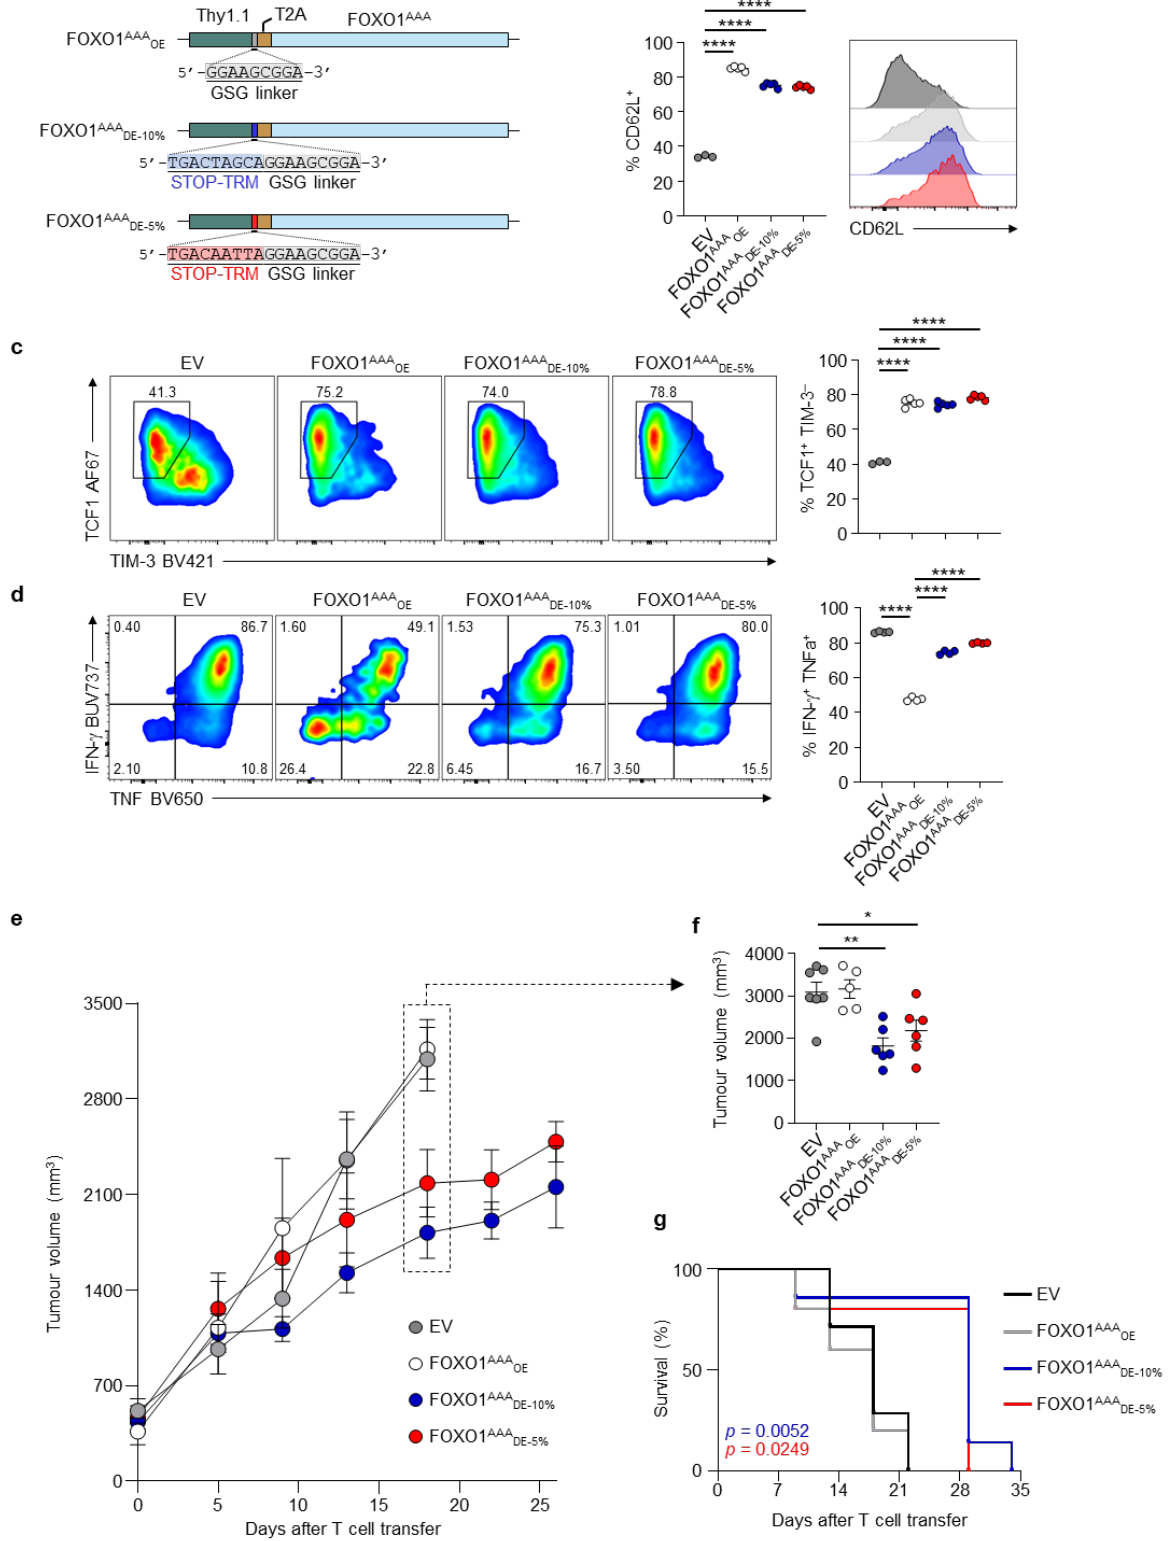 Thy1.1 T2A FOXO1AAA
FOXO1AAAOE
5′-GGAAGCGGA-3′
GSG linker
FOXO1AAADE-10%
5′-TGACTAGCAGGAAGCGGA-3′
STOP-TRM GSG linker
FOXO1AAADE-5%
5′-TGACAATTAGGAAGCGGA-3′
STOP-TRM GSG linker
****
****
****
% CD62L+
100
80
60
40
20
0
EV
FOXO1AAAOE
FOXO1AAADE-10%
FOXO1AAADE-5%
CD62L
c
EV FOXO1AAAOE FOXO1AAADE-10% FOXO1AAADE-5%
41.3 75.2 74.0 78.8
TCF1 AF67
TIM-3 BV421
****
****
****
% TCF1+ TIM-3–
100
80
60
40
20
0
d
EV FOXO1AAAOE FOXO1AAADE-10% FOXO1AAADE-5%
0.40 86.7 1.60 49.1 1.53 75.3 1.01 80.0
2.10 10.8 26.4 22.8 6.45 16.7 3.50 15.5
IFN-γ BUV737
TNF BV650
****
****
****
% IFN-γ+ TNFa+
100
80
60
40
20
0
EV
FOXO1AAAOE
FOXO1AAADE-10%
FOXO1AAADE-5%
e
Tumour volume (mm3)
3500
2800
2100
1400
700
0
0 5 10 15 20 25
Days after T cell transfer
EV
FOXO1AAAOE
FOXO1AAADE-10%
FOXO1AAADE-5%
f
*
**
Tumour volume (mm3)
4000
3000
2000
1000
0
EV
FOXO1AAAOE
FOXO1AAADE-10%
FOXO1AAADE-5%
g
Survival (%)
100
50
0
p = 0.0052
p = 0.0249
0 7 14 21 28 35
Days after T cell transfer
EV
FOXO1AAAOE
FOXO1AAADE-10%
FOXO1AAADE-5%